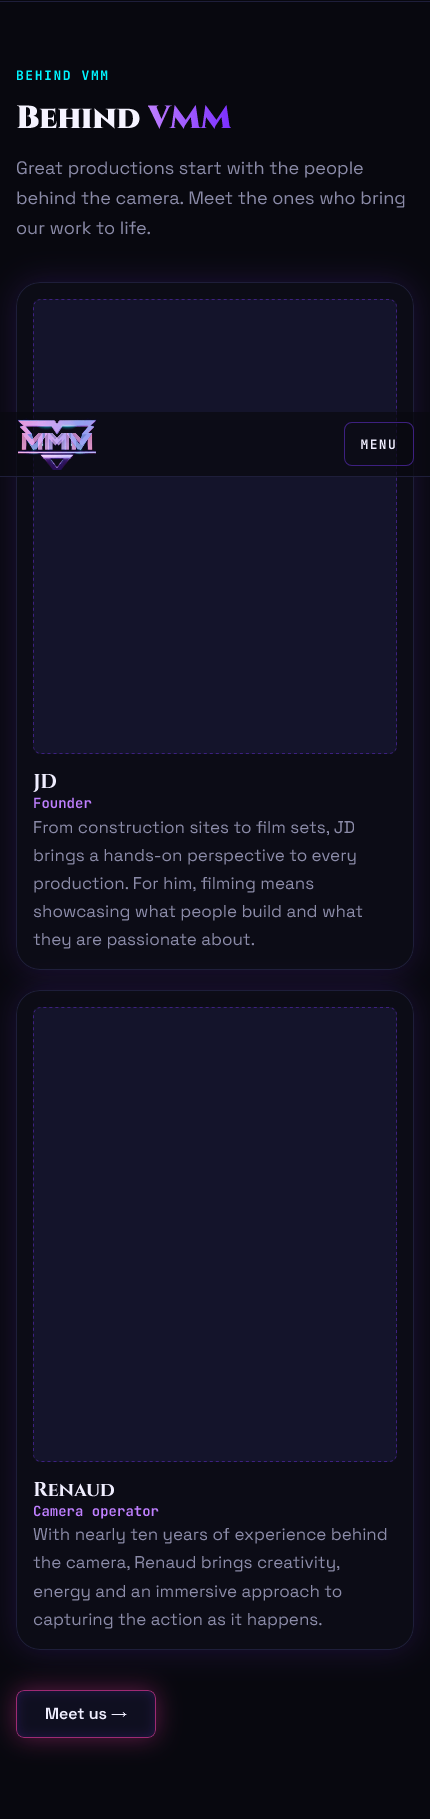 BEHIND VMM
Behind VMM
Great productions start with the people
behind the camera. Meet the ones who bring
our work to life.
MMM
MENU
JD
Founder
From construction sites to film sets, JD
brings a hands-on perspective to every
production. For him, filming means
showcasing what people build and what
they are passionate about.
Renaud
Camera operator
With nearly ten years of experience behind
the camera, Renaud brings creativity,
energy and an immersive approach to
capturing the action as it happens.
Meet us →